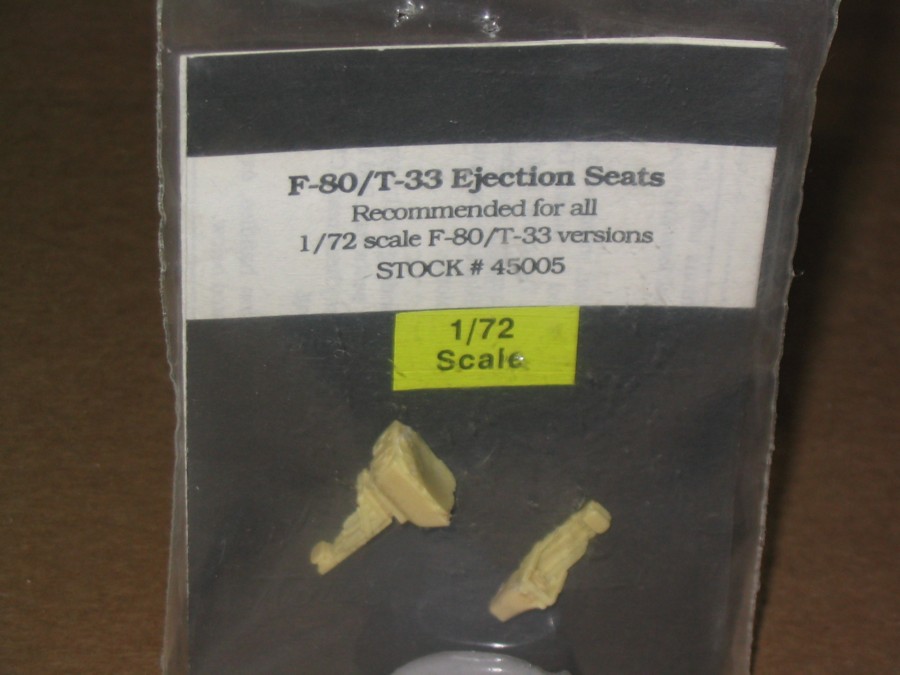 F-80/T-33 Ejection Seats
Recommended for all
1/72 scale F-80/T-33 versions
STOCK # 45005
1/72
Scale